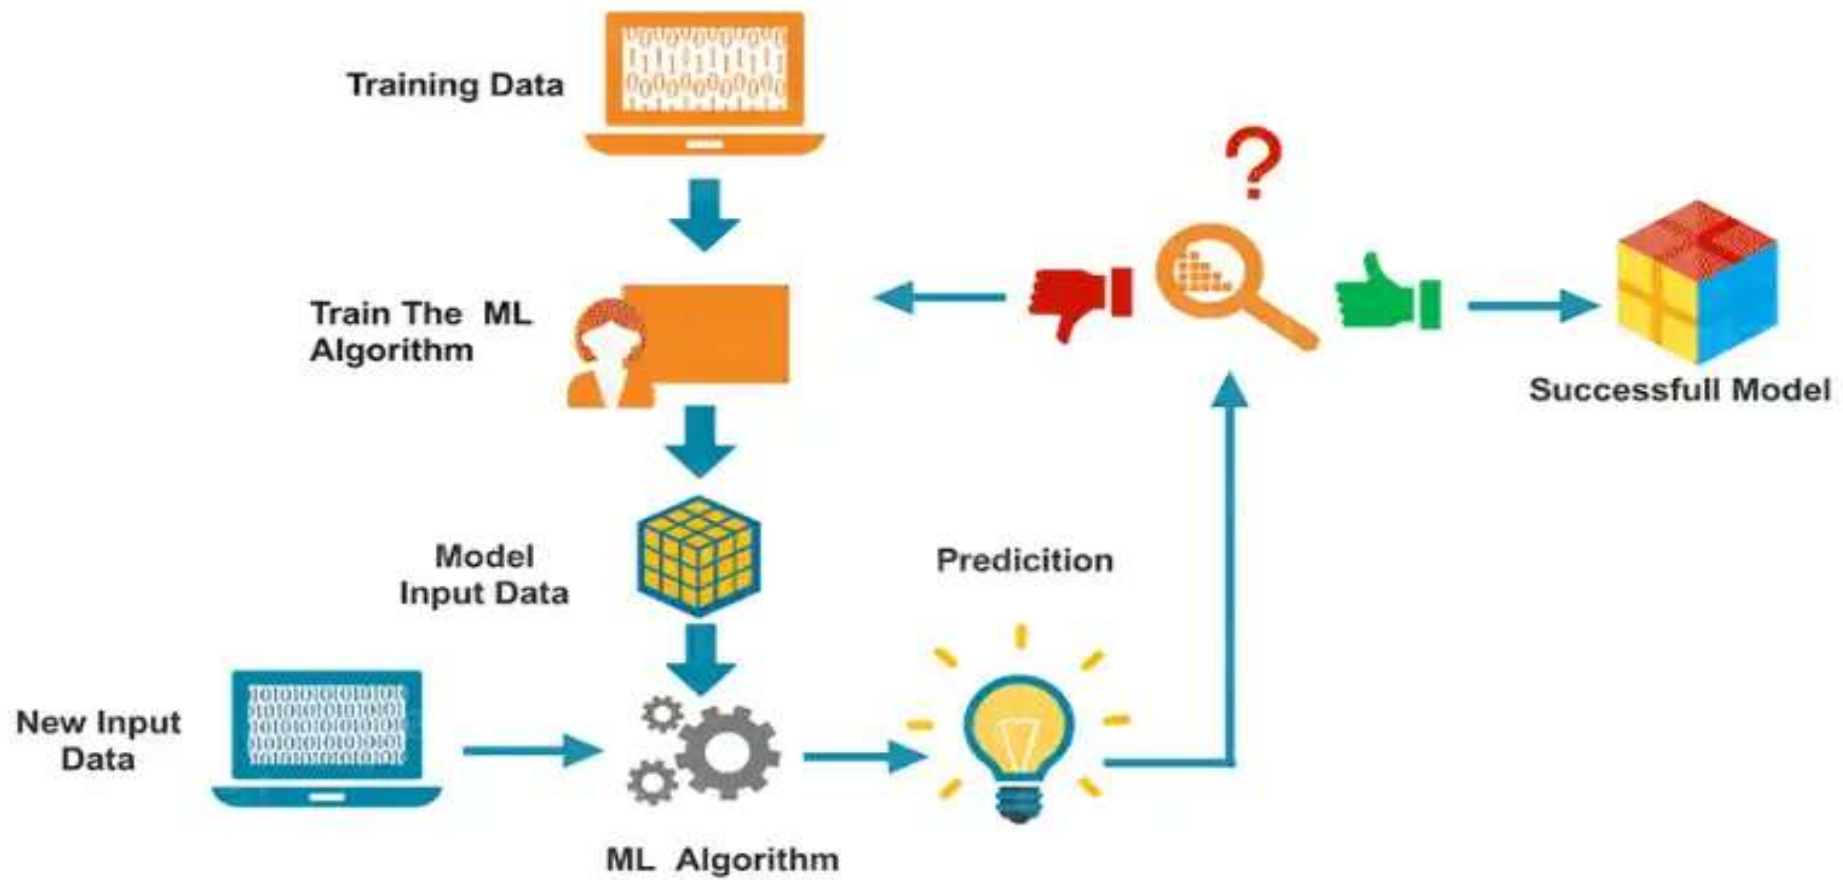 Training Data
?
Train The ML
Algorithm
Successfull Model
Model
Input Data
Predicition
New Input
Data
ML Algorithm